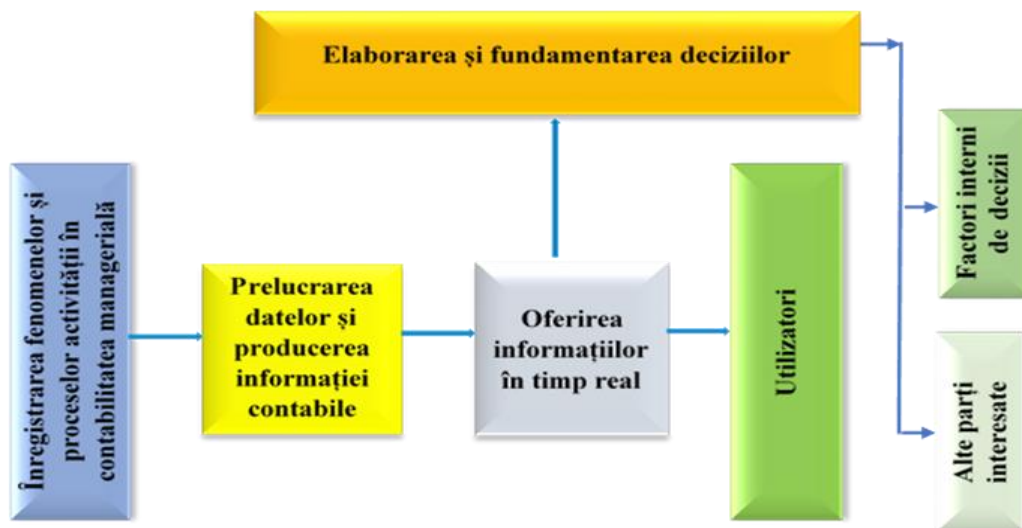 Elaborarea și fundamentarea deciziilor
Înregistrarea fenomenelor și
proceselor activității în
contabilitatea managerială
Prelucrarea
datelor și
producerea
informației
contabile
Oferirea
informațiilor
în timp real
Utilizatori
Factori interni
de decizii
Alte parți
interesate